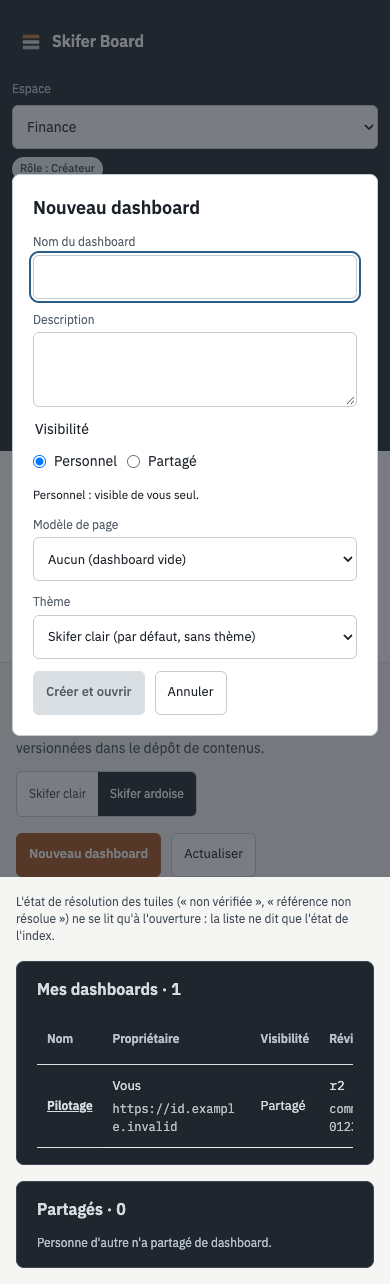 Skifer Board
Espace
Finance
Rôle : Créateur
Nouveau dashboard
Nom du dashboard
Description
Visibilité
Personnel
Partagé
Personnel : visible de vous seul.
Modèle de page
Aucun (dashboard vide)
Thème
Skifer clair (par défaut, sans thème)
Créer et ouvrir
Annuler
versionnées dans le dépôt de contenus.
Skifer clair
Skifer ardoise
Nouveau dashboard
Actualiser
L'état de résolution des tuiles (« non vérifiée », « référence non
résolue ») ne se lit qu'à l'ouverture : la liste ne dit que l'état de
l'index.
Mes dashboards · 1
Nom Propriétaire Visibilité Révi
Pilotage
Vous
https://id.exampl
e.invalid
Partagé
r2
com
012
Partagés · 0
Personne d'autre n'a partagé de dashboard.